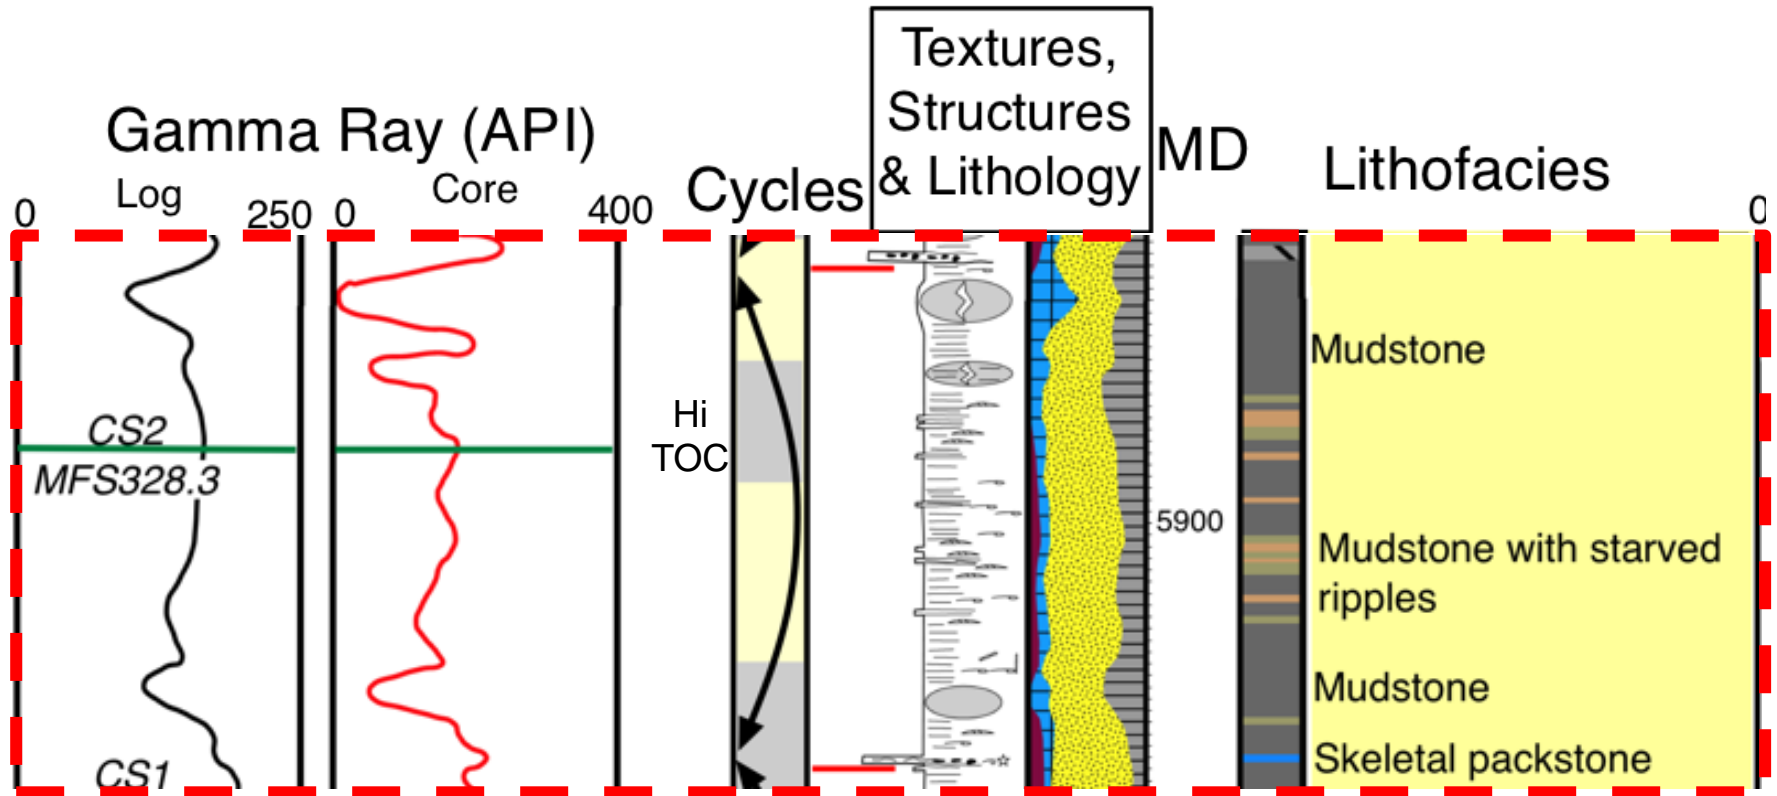 Textures,
Structures
& Lithology
Gamma Ray (API)
Log
Core
0
250
0
400
Cycles
MD
Lithofacies
0
Mudstone
CS2
MFS328.3
Hi
TOC
5900
Mudstone with starved
ripples
Mudstone
Skeletal packstone
CS1